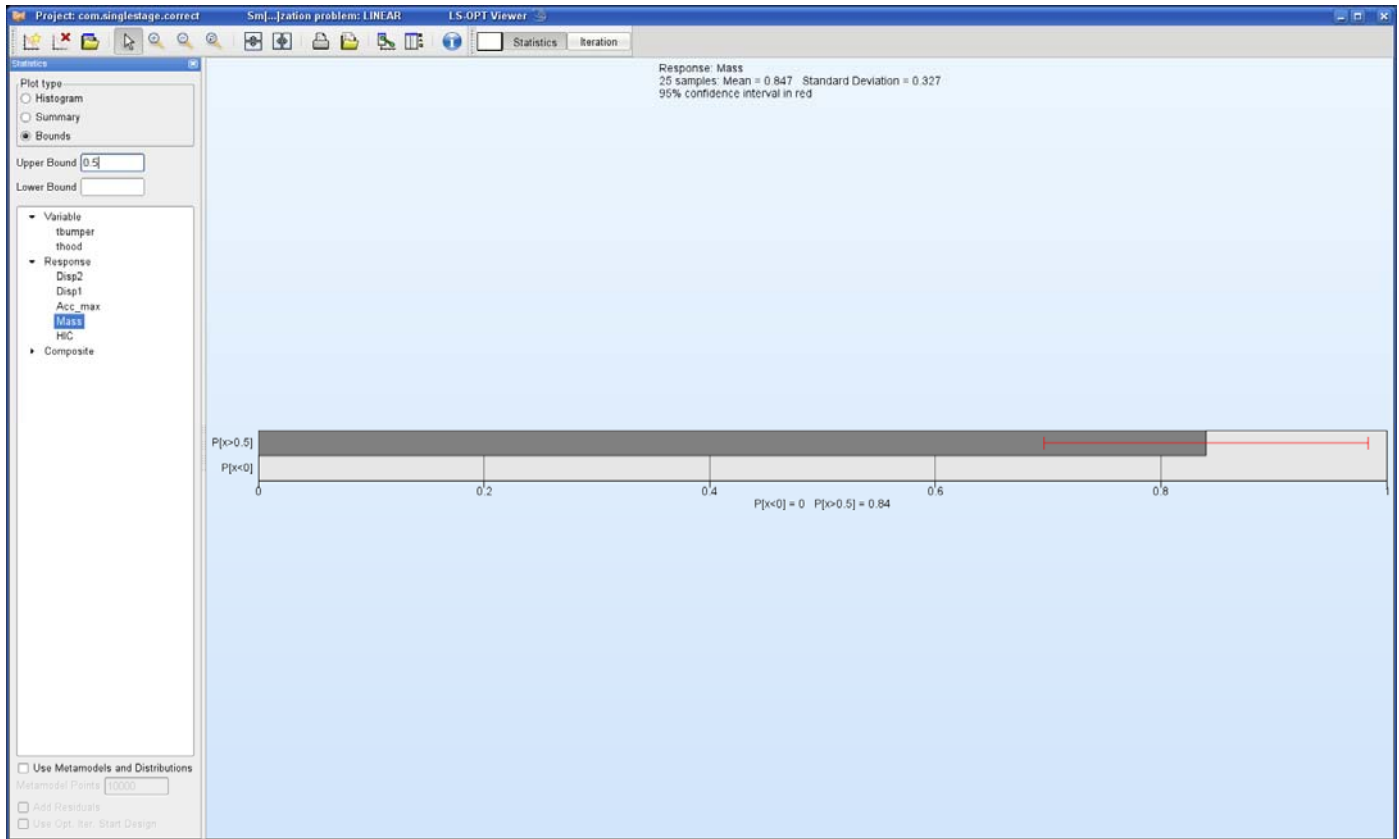 Project: com.singlestage.correct Sm[...]zation problem: LINEAR LS-OPT Viewer
Statistics Iteration
Statistics
Plot type
Histogram
Summary
Bounds
Upper Bound 0.5
Lower Bound
Variable
tbumper
thood
Response
Disp2
Disp1
Acc_max
Mass
HIC
Composite
Use Metamodels and Distributions
Metamodel Points 10000
Add Residuals
Use Opt. Iter. Start Design
Response: Mass
25 samples: Mean = 0.847 Standard Deviation = 0.327
95% confidence interval in red
P[x>0.5]
P[x<0]
0 0.2 0.4 0.6 0.8 1
P[x<0] = 0 P[x>0.5] = 0.84